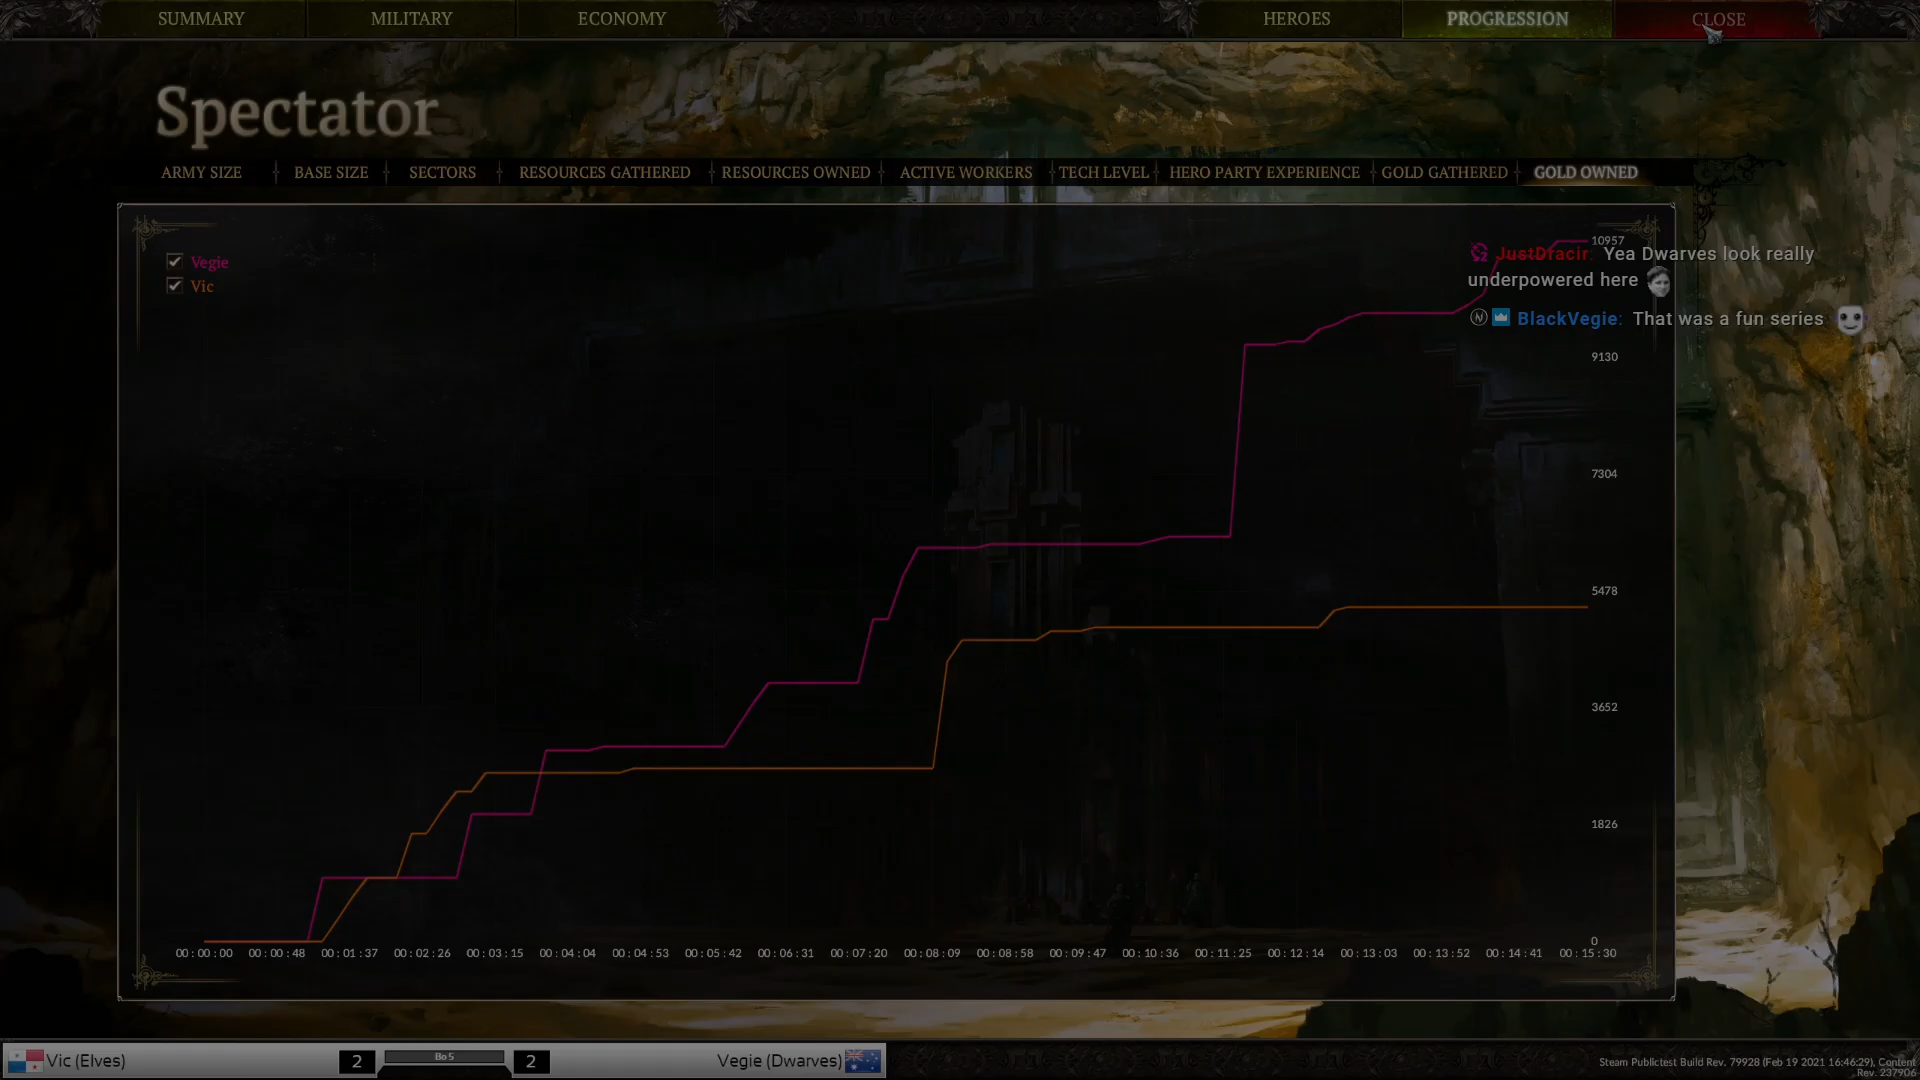 SUMMARY MILITARY ECONOMY HEROES PROGRESSION CLOSE
Spectator
ARMY SIZE BASE SIZE SECTORS RESOURCES GATHERED RESOURCES OWNED ACTIVE WORKERS TECH LEVEL HERO PARTY EXPERIENCE GOLD GATHERED GOLD OWNED
Vegie
Vic
10957
JustDracir: Yea Dwarves look really
underpowered here
BlackVegie: That was a fun series
9130
7304
5478
3652
1826
0
00:00:00 00:00:48 00:01:37 00:02:26 00:03:15 00:04:04 00:04:53 00:05:42 00:06:31 00:07:20 00:08:09 00:08:58 00:09:47 00:10:36 00:11:25 00:12:14 00:13:03 00:13:52 00:14:41 00:15:30
Vic (Elves) 2 Bo5 2 Vegie (Dwarves)
Steam Publictest Build Rev. 79928 (Feb 19 2021 16:46:29), Content
Rev. 237906